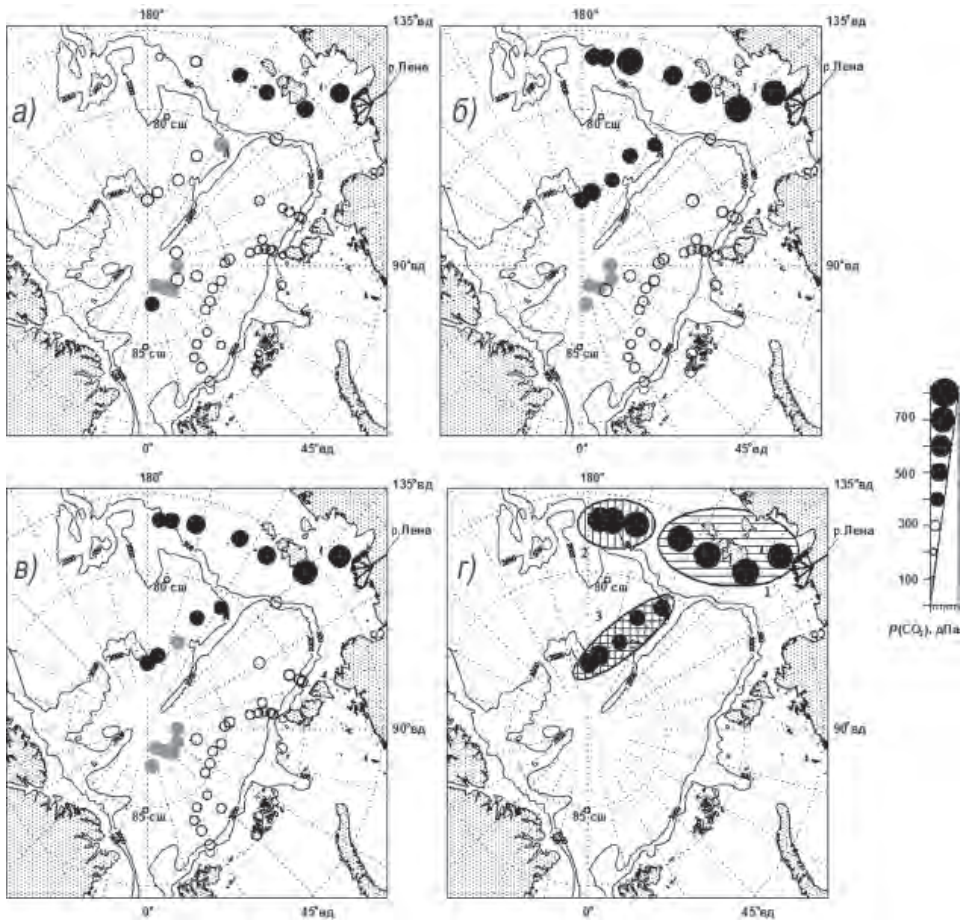 180°
135°вд
р.Лена
а)
80 сш
90°вд
85 сш
0°
45°вд
180°
135°вд
р.Лена
б)
80 сш
90°вд
85 сш
0°
45°вд
700
500
300
100
P(CO₂), дПа
180°
135°вд
р.Лена
в)
80 сш
90°вд
85 сш
0°
45°вд
180°
135°вд
р.Лена
г)
2
1
80 сш
3
90°вд
85 сш
0°
45°вд